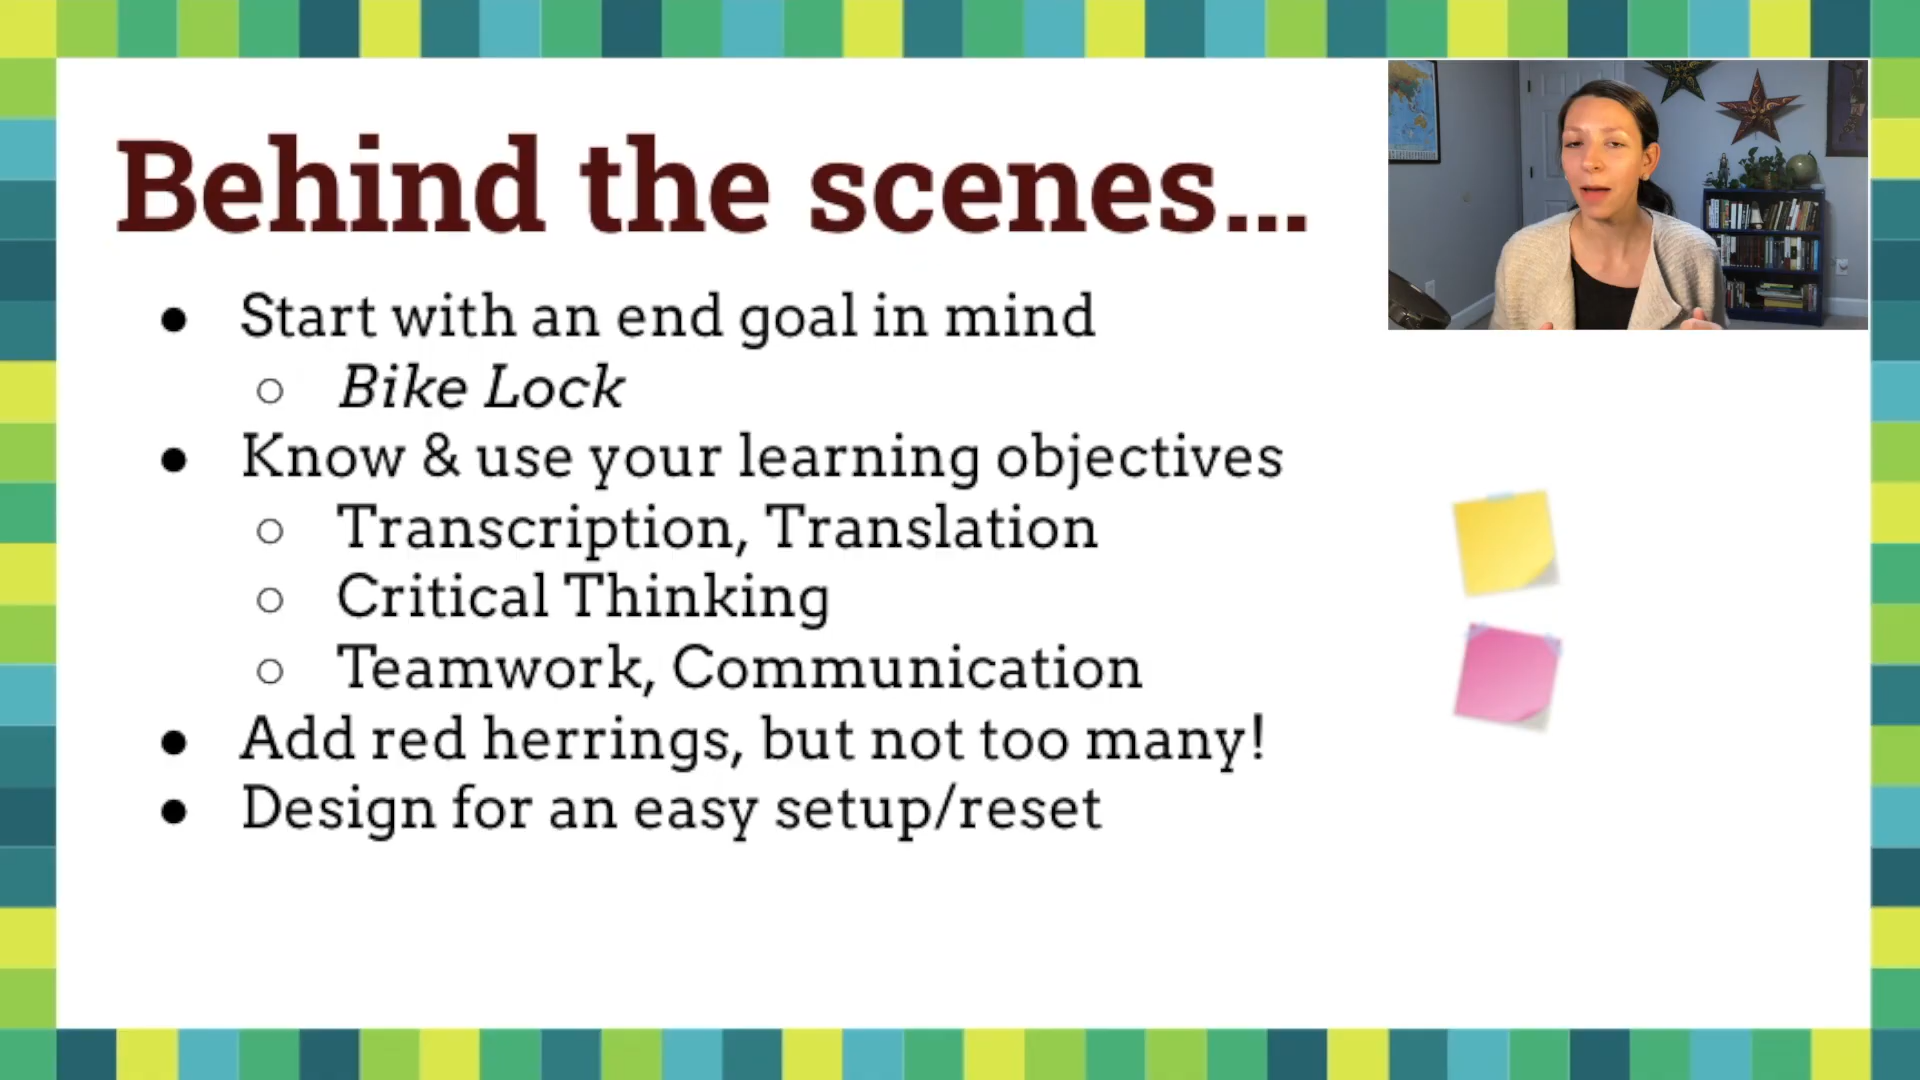 Behind the scenes...
● Start with an end goal in mind
○ Bike Lock
● Know & use your learning objectives
○ Transcription, Translation
○ Critical Thinking
○ Teamwork, Communication
● Add red herrings, but not too many!
● Design for an easy setup/reset